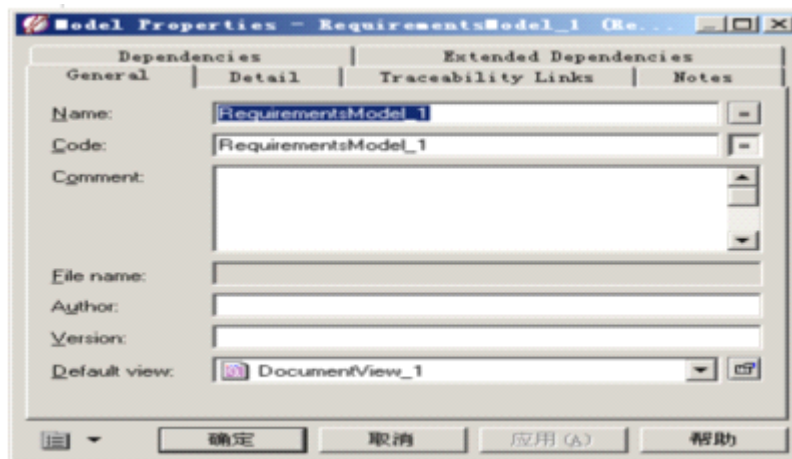 Model Properties - RequirementsModel_1 (Re...
Dependencies Extended Dependencies
General Detail Traceability Links Notes
Name: RequirementsModel_1 =
Code: RequirementsModel_1 =
Comment:
File name:
Author:
Version:
Default view: DocumentView_1
确定 取消 应用(A) 帮助